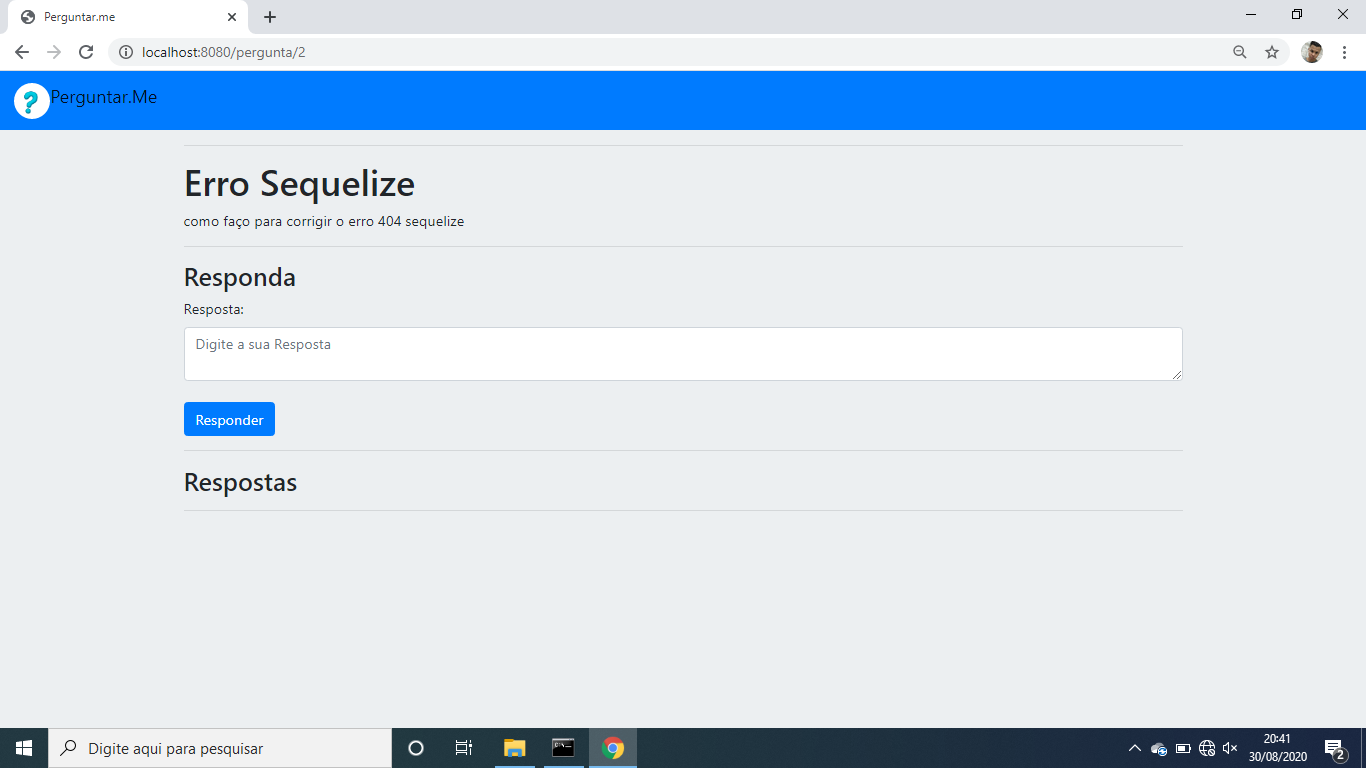 Perguntar.me
localhost:8080/pergunta/2
Perguntar.Me
Erro Sequelize
como faço para corrigir o erro 404 sequelize
Responda
Resposta:
Digite a sua Resposta
Responder
Respostas
Digite aqui para pesquisar
20:41
30/08/2020
2